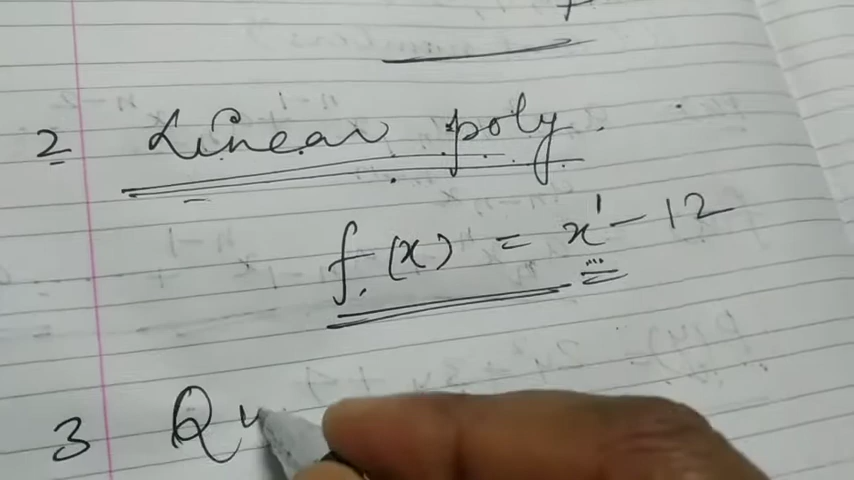 2 Linear poly.
f(x) = x¹ - 12
3 Qu